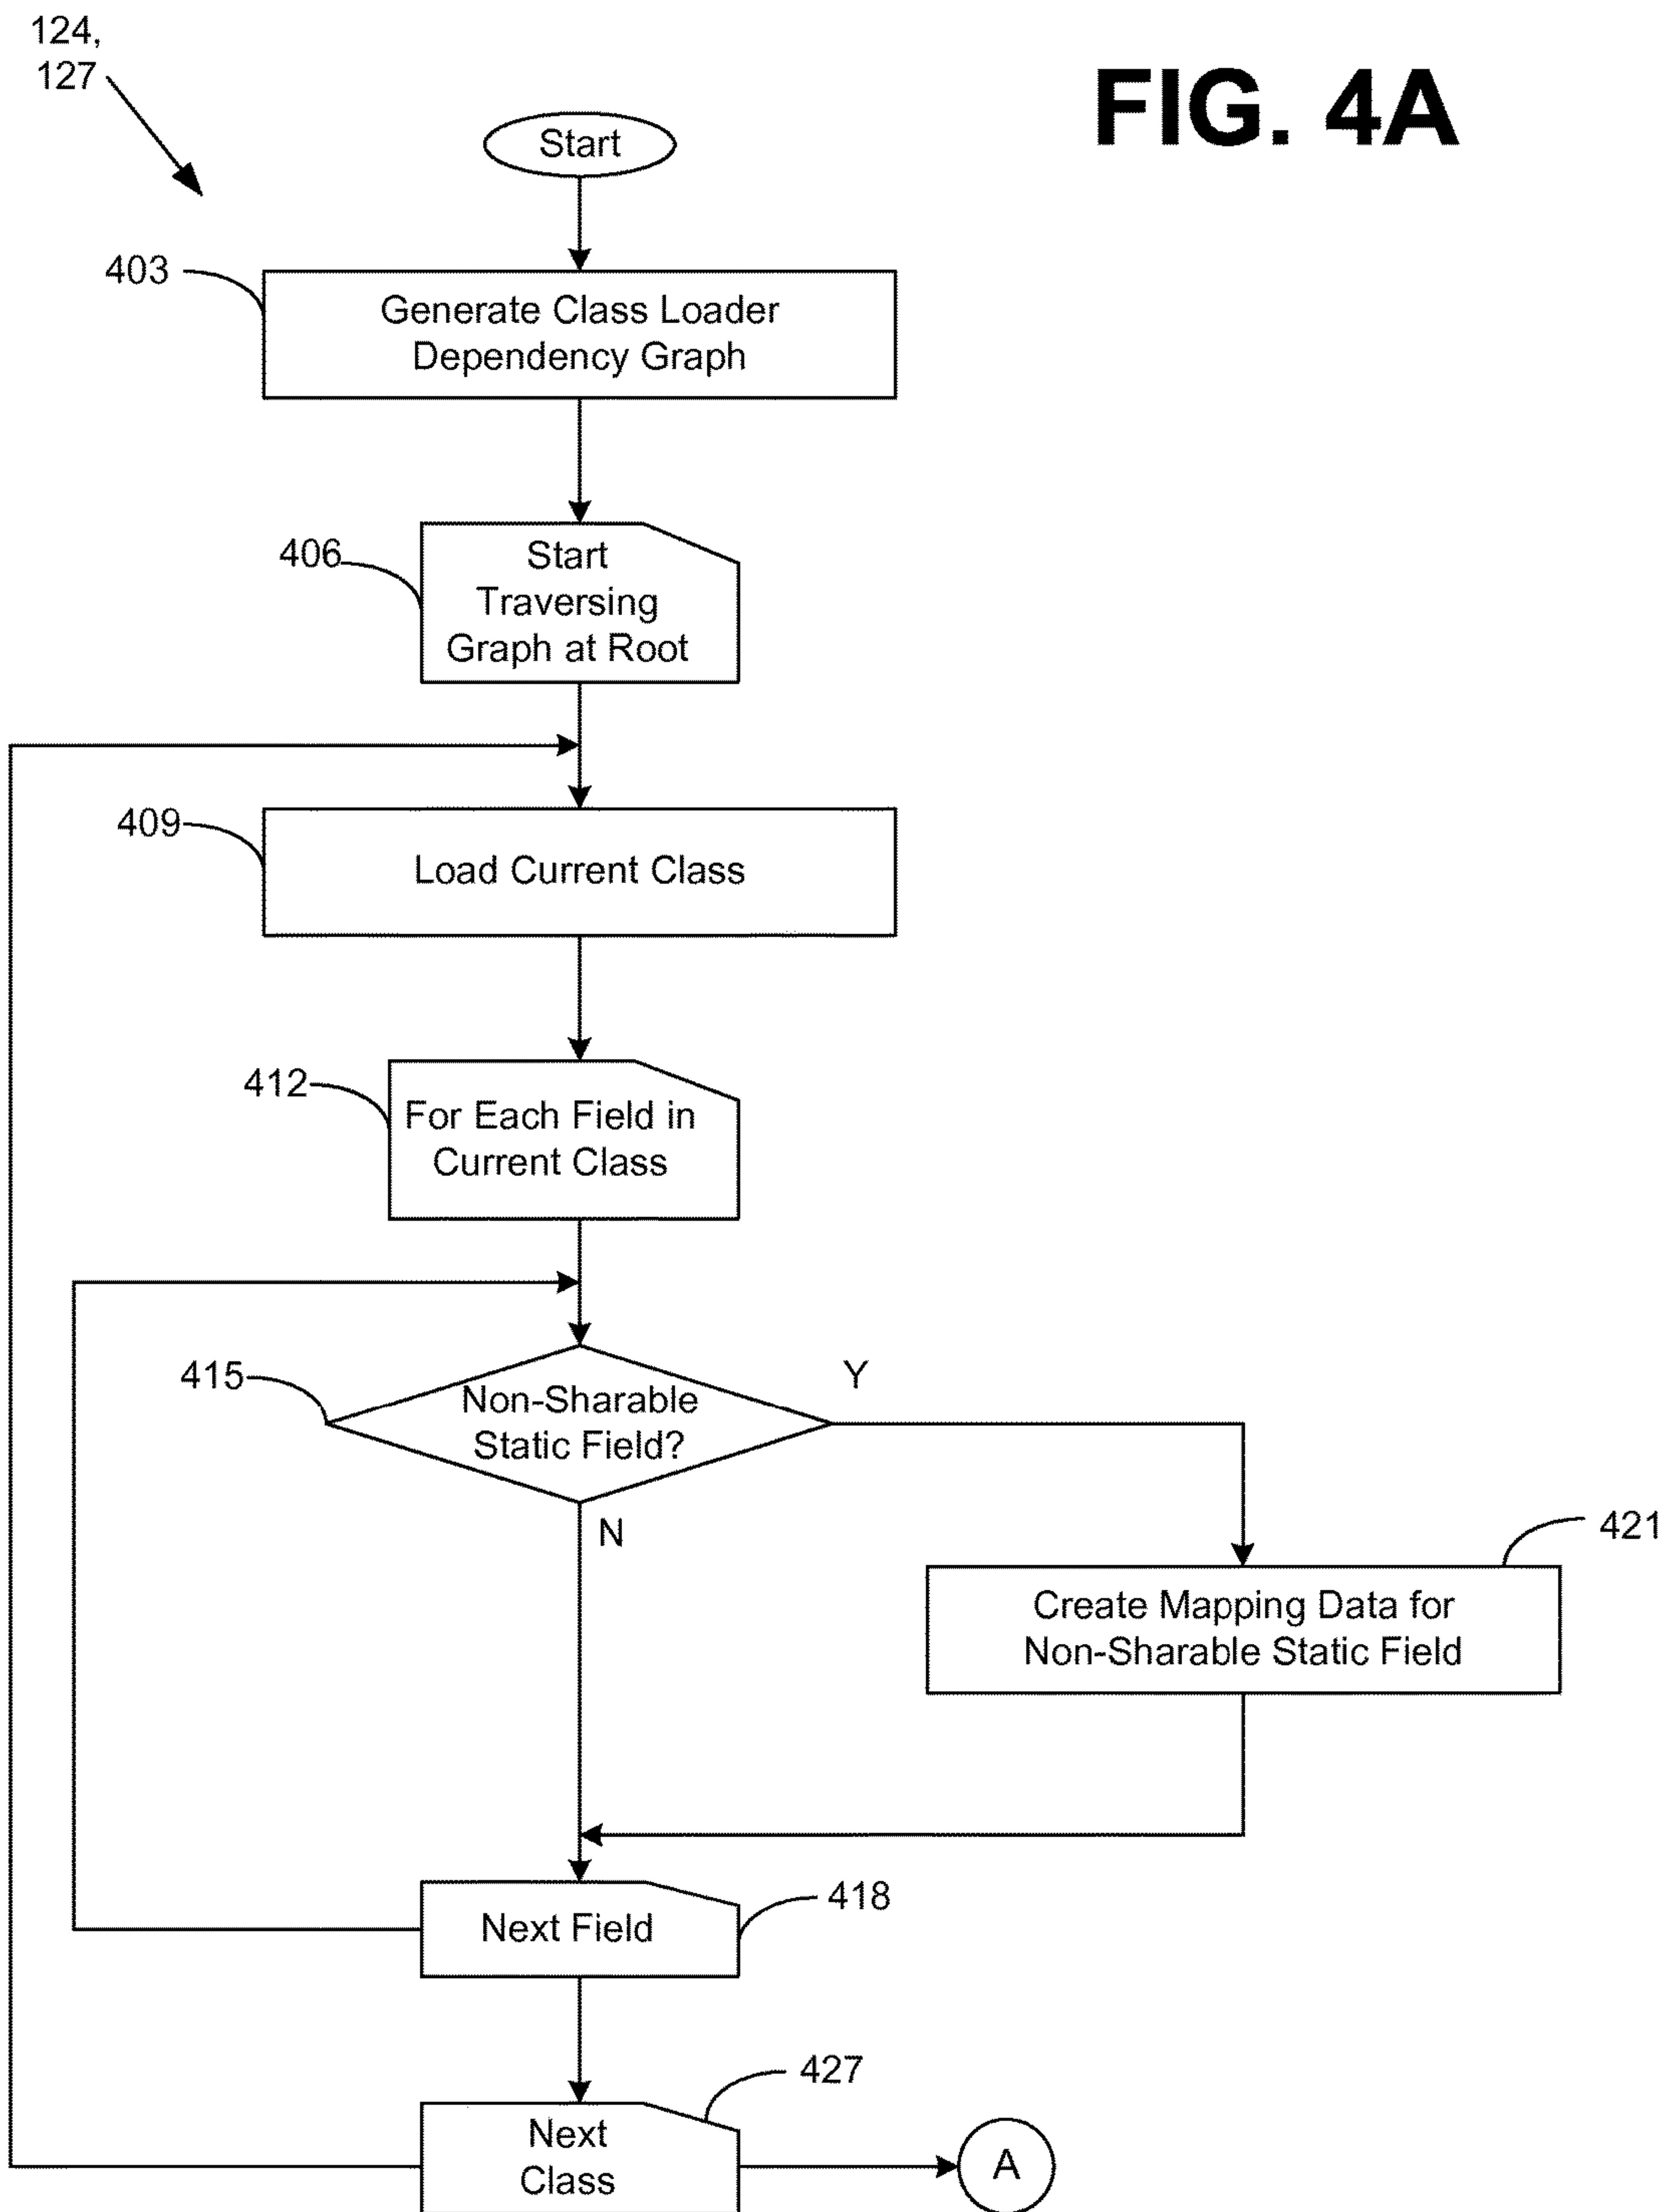 124,
127
FIG. 4A
Start
403
Generate Class Loader
Dependency Graph
406
Start
Traversing
Graph at Root
409
Load Current Class
412
For Each Field in
Current Class
415
Non-Sharable
Static Field?
Y
N
421
Create Mapping Data for
Non-Sharable Static Field
418
Next Field
427
Next
Class
A